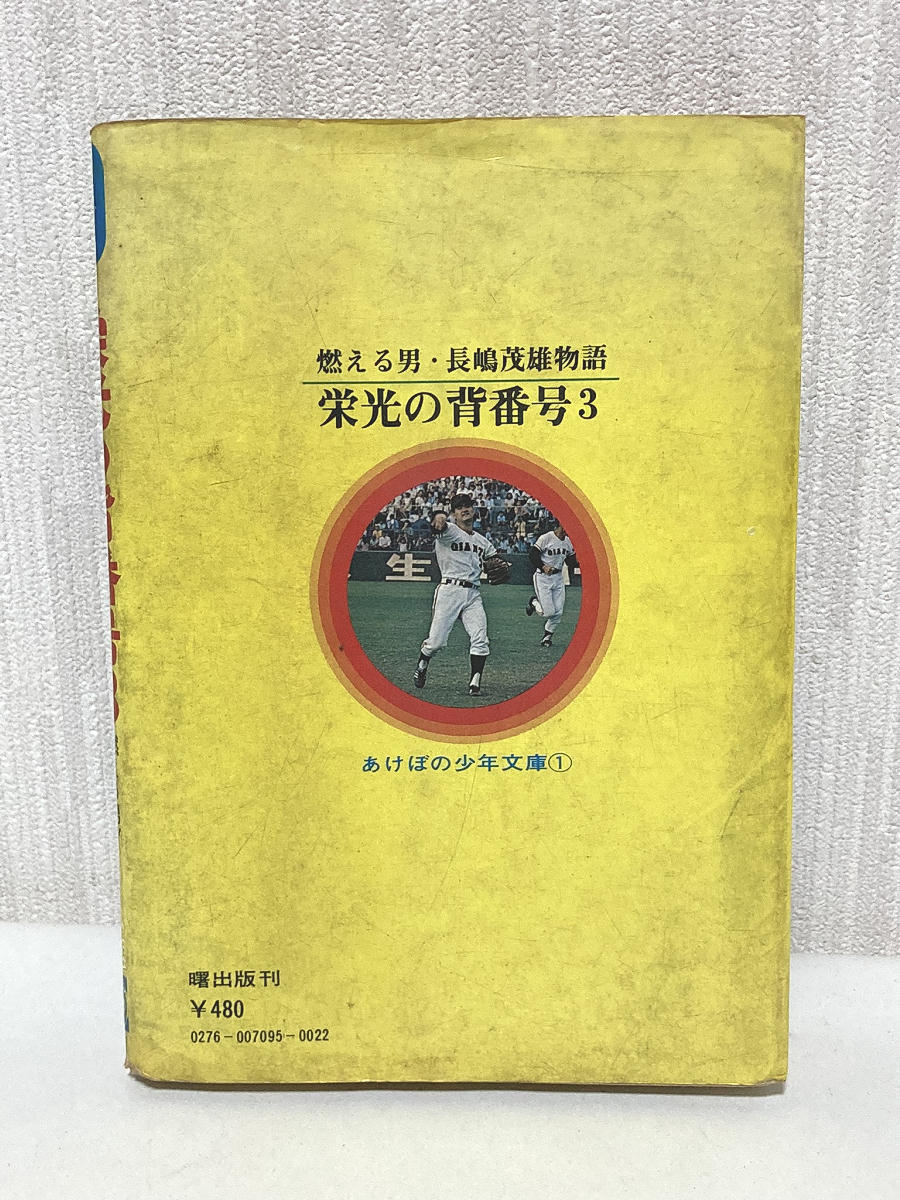 燃える男・長嶋茂雄物語
栄光の背番号3
GIANTS
生
あけぼの少年文庫①
曙出版刊
¥480
0276-007095-0022